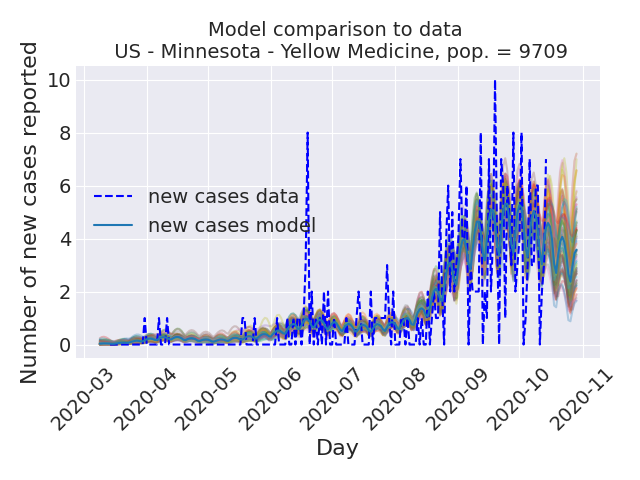 Model comparison to data
US - Minnesota - Yellow Medicine, pop. = 9709
Number of new cases reported
10
8
6
4
2
0
new cases data
new cases model
2020-03
2020-04
2020-05
2020-06
2020-07
2020-08
2020-09
2020-10
2020-11
Day